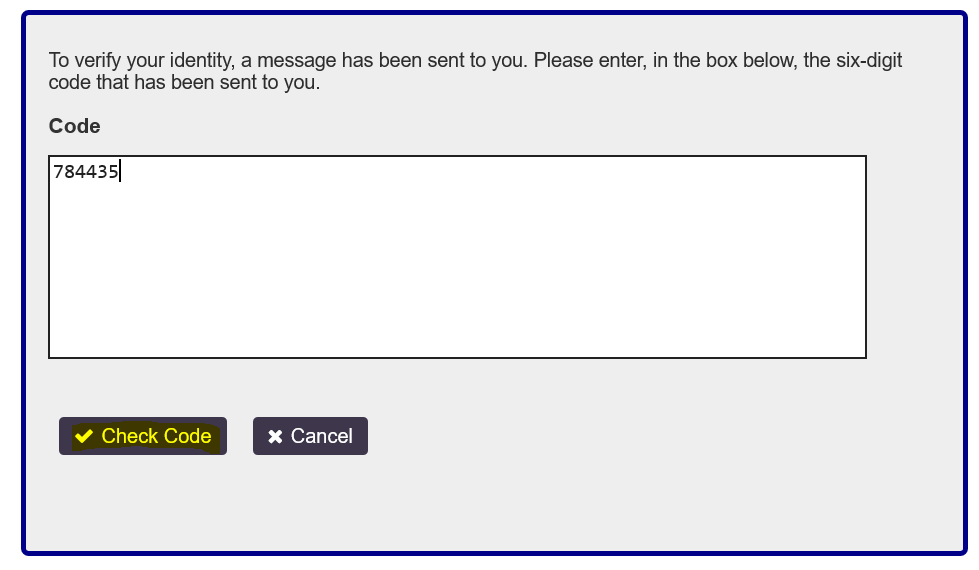 To verify your identity, a message has been sent to you. Please enter, in the box below, the six-digit
code that has been sent to you.
Code
784435
Check Code
Cancel